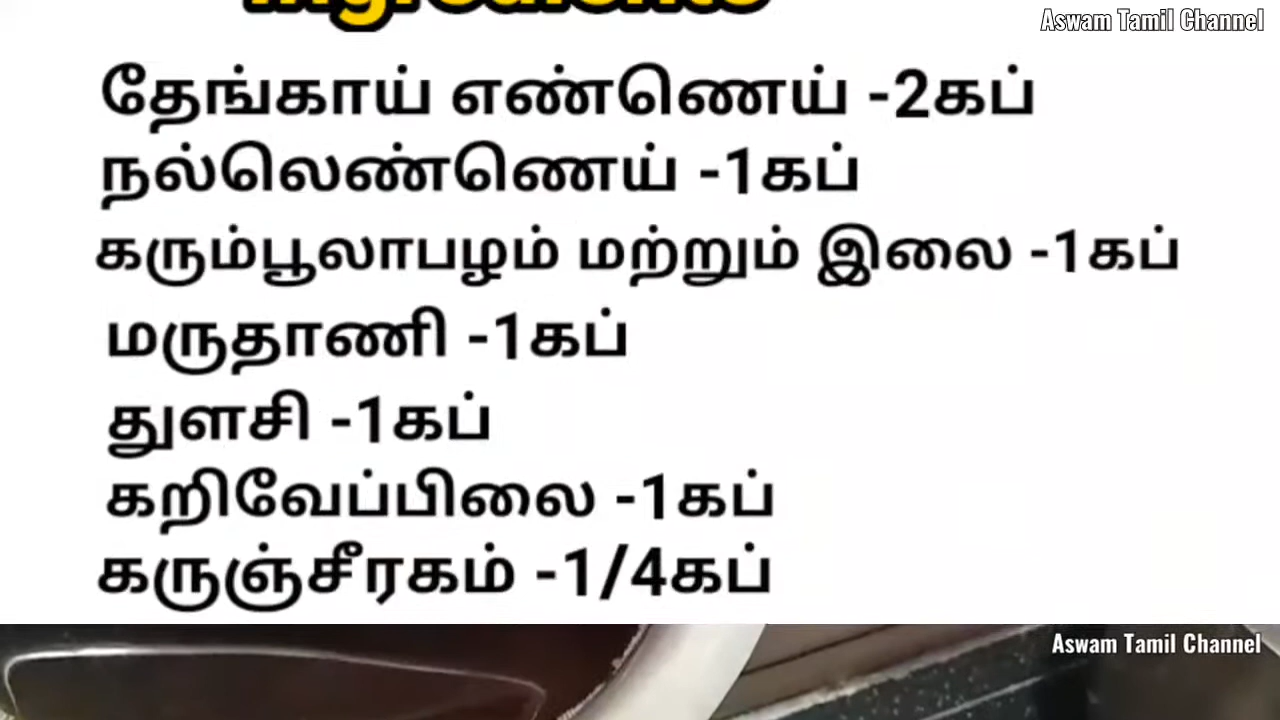 Ingredients
Aswam Tamil Channel
தேங்காய் எண்ணெய் -2கப்
நல்லெண்ணெய் -1கப்
கரும்பூலாபழம் மற்றும் இலை -1கப்
மருதாணி -1கப்
துளசி -1கப்
கறிவேப்பிலை -1கப்
கருஞ்சீரகம் -1/4கப்
Aswam Tamil Channel